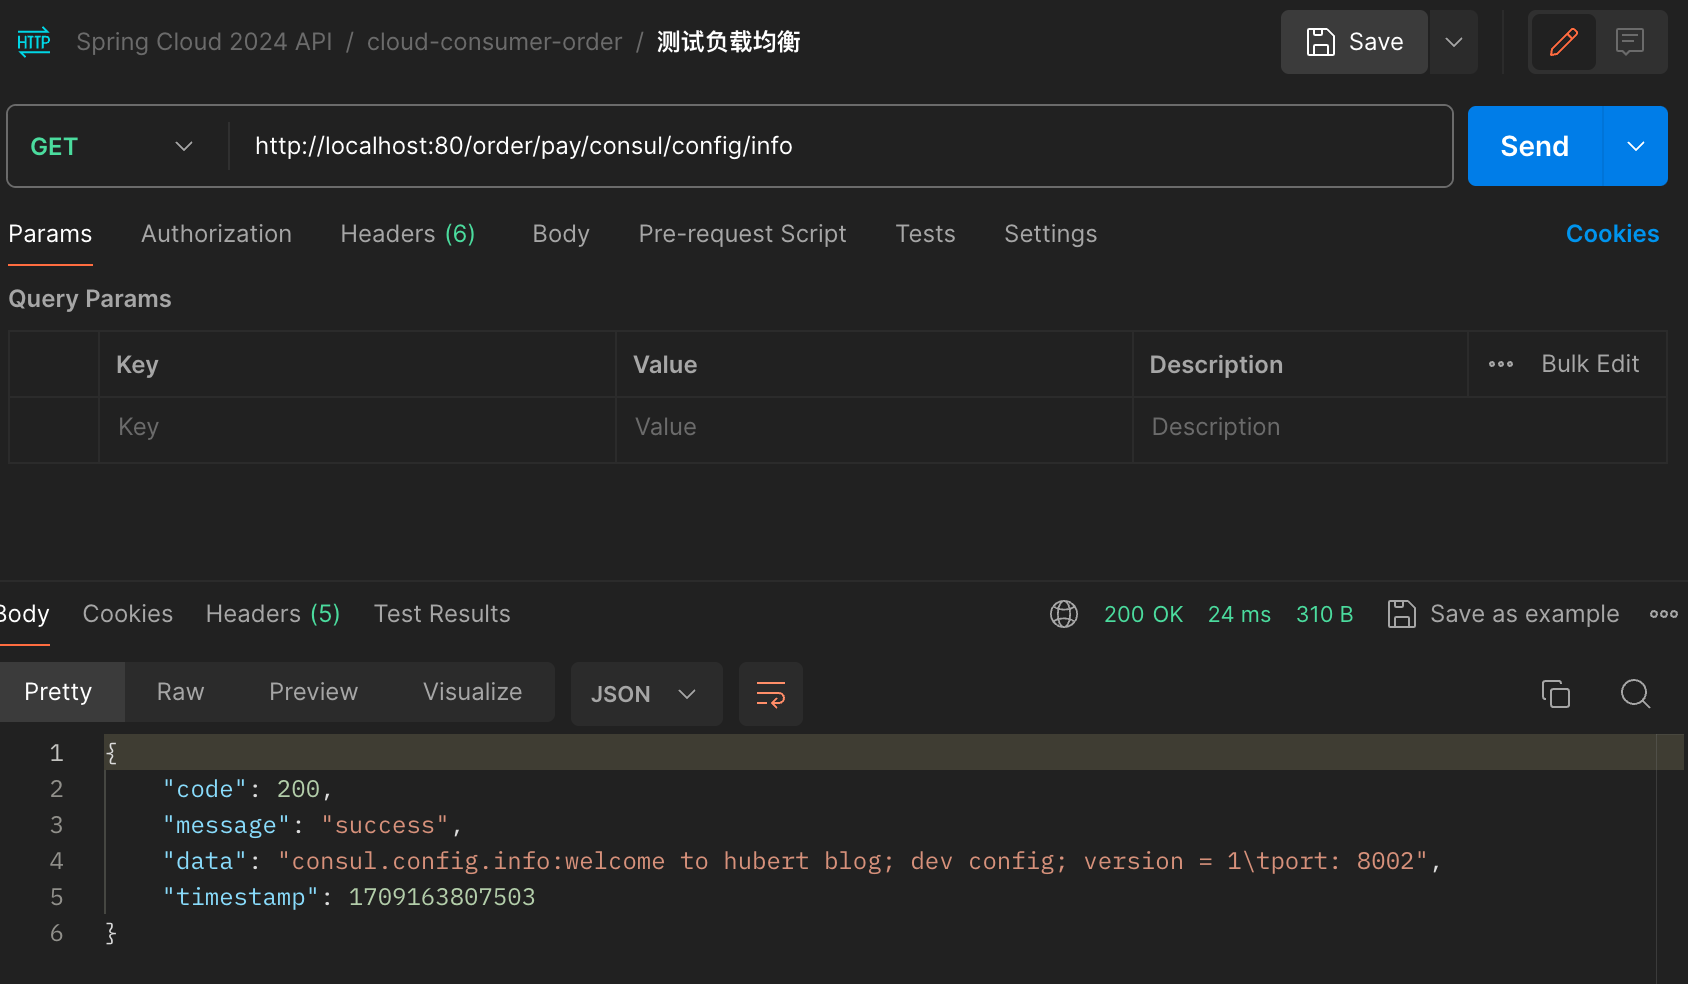 HTTP Spring Cloud 2024 API / cloud-consumer-order / 测试负载均衡 Save
GET http://localhost:80/order/pay/consul/config/info Send
Params Authorization Headers (6) Body Pre-request Script Tests Settings Cookies
Query Params
Key Value Description Bulk Edit
Key Value Description
Body Cookies Headers (5) Test Results 200 OK 24 ms 310 B Save as example
Pretty Raw Preview Visualize JSON
1 {
2 "code": 200,
3 "message": "success",
4 "data": "consul.config.info:welcome to hubert blog; dev config; version = 1\tport: 8002",
5 "timestamp": 1709163807503
6 }